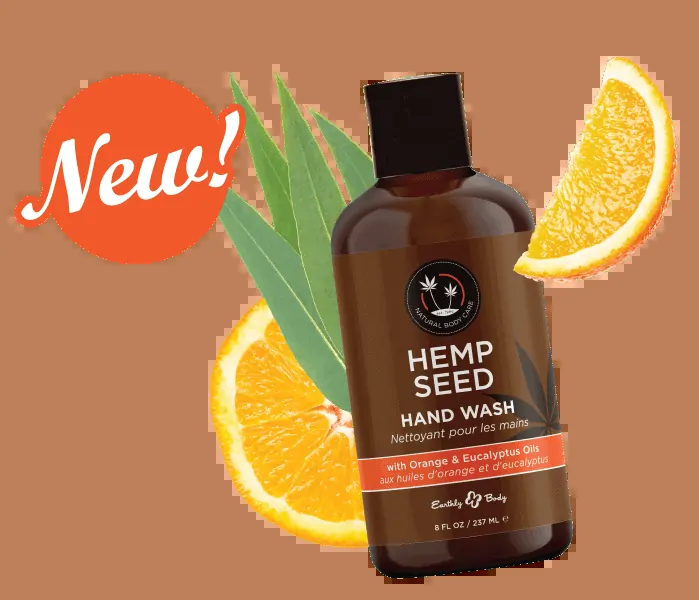 New!
NATURAL BODY CARE
HEMP
SEED
HAND WASH
Nettoyant pour les mains
with Orange & Eucalyptus Oils
aux huiles d'orange et d'eucalyptus
Earthly Body
8 FL OZ / 237 ML ℮